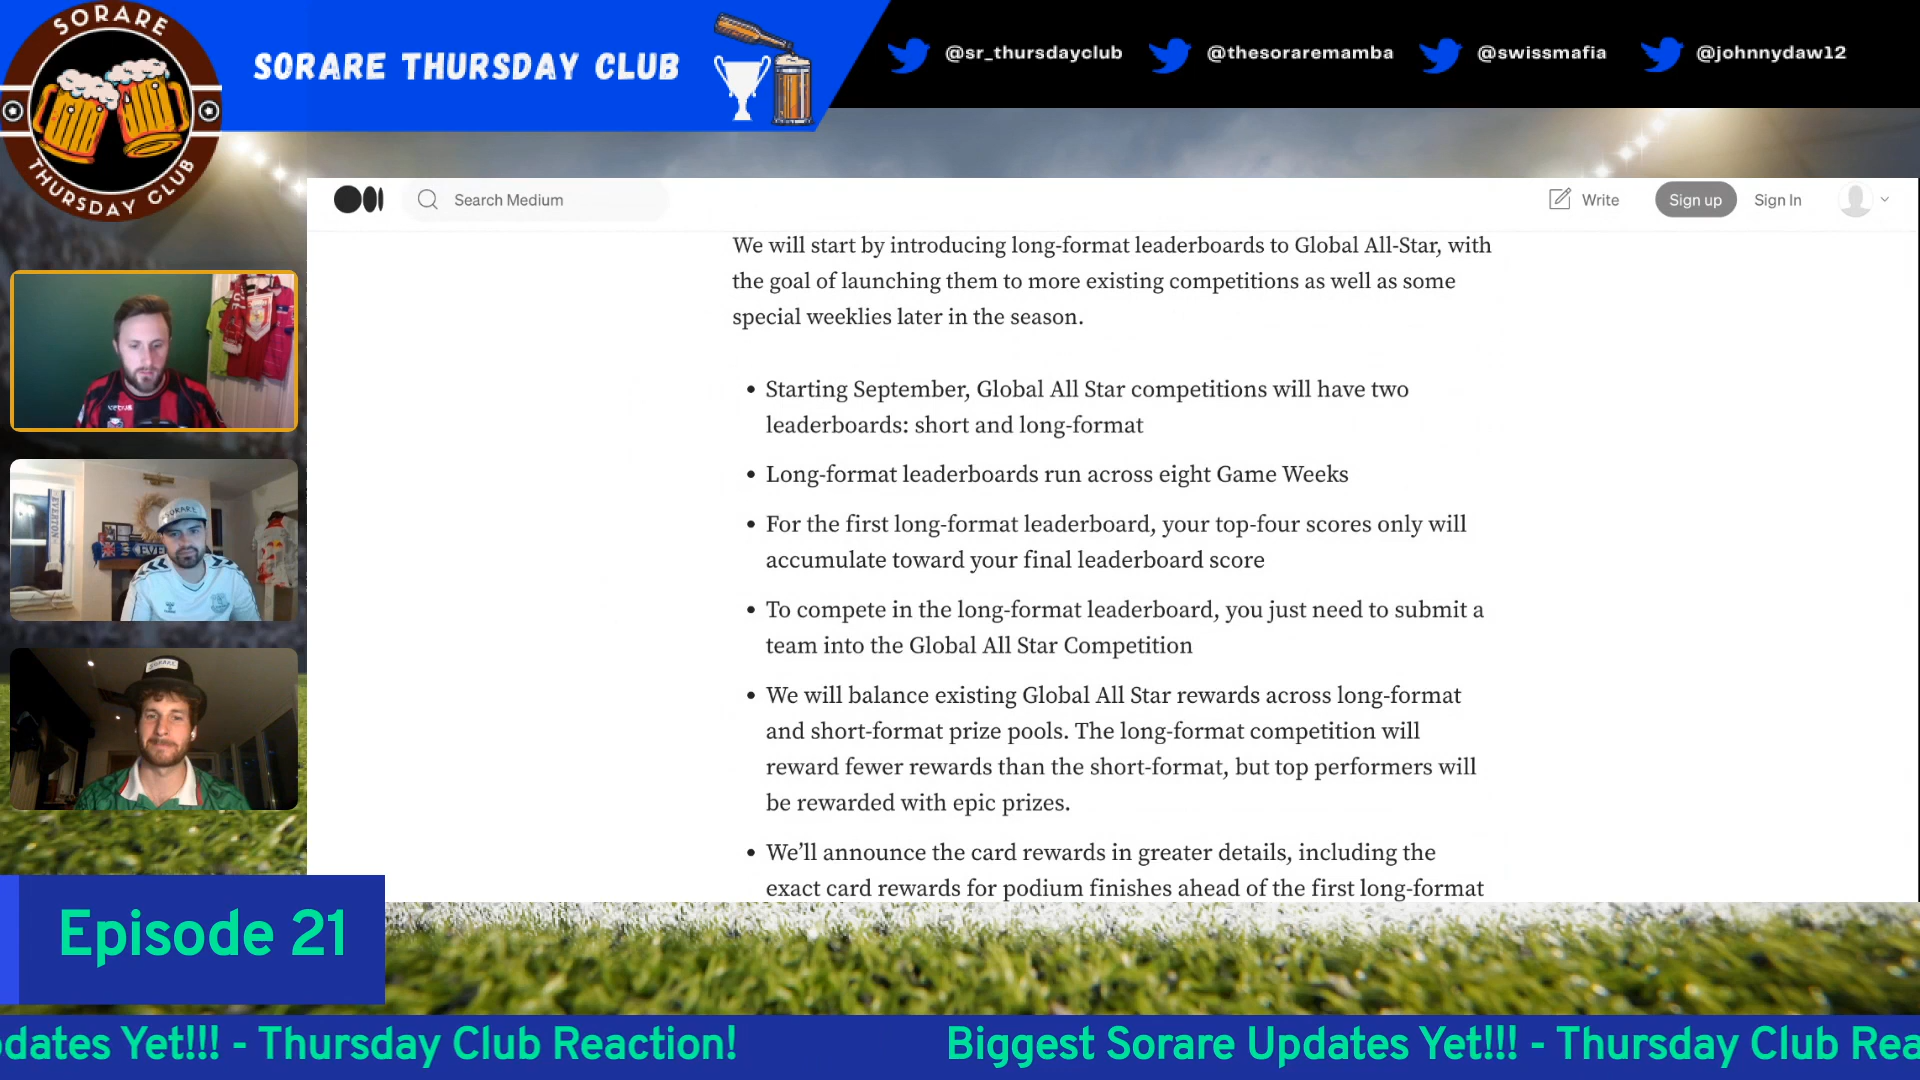 SORARE
THURSDAY CLUB
SORARE THURSDAY CLUB
@sr_thursdayclub
@thesoraremamba
@swissmafia
@johnnydaw12
Search Medium
Write
Sign up
Sign In
We will start by introducing long-format leaderboards to Global All-Star, with
the goal of launching them to more existing competitions as well as some
special weeklies later in the season.
• Starting September, Global All Star competitions will have two
leaderboards: short and long-format
• Long-format leaderboards run across eight Game Weeks
• For the first long-format leaderboard, your top-four scores only will
accumulate toward your final leaderboard score
• To compete in the long-format leaderboard, you just need to submit a
team into the Global All Star Competition
• We will balance existing Global All Star rewards across long-format
and short-format prize pools. The long-format competition will
reward fewer rewards than the short-format, but top performers will
be rewarded with epic prizes.
• We’ll announce the card rewards in greater details, including the
exact card rewards for podium finishes ahead of the first long-format
EVERTON
SORARE
EVE
SORARE
Episode 21
pdates Yet!!! - Thursday Club Reaction!
Biggest Sorare Updates Yet!!! - Thursday Club Rea